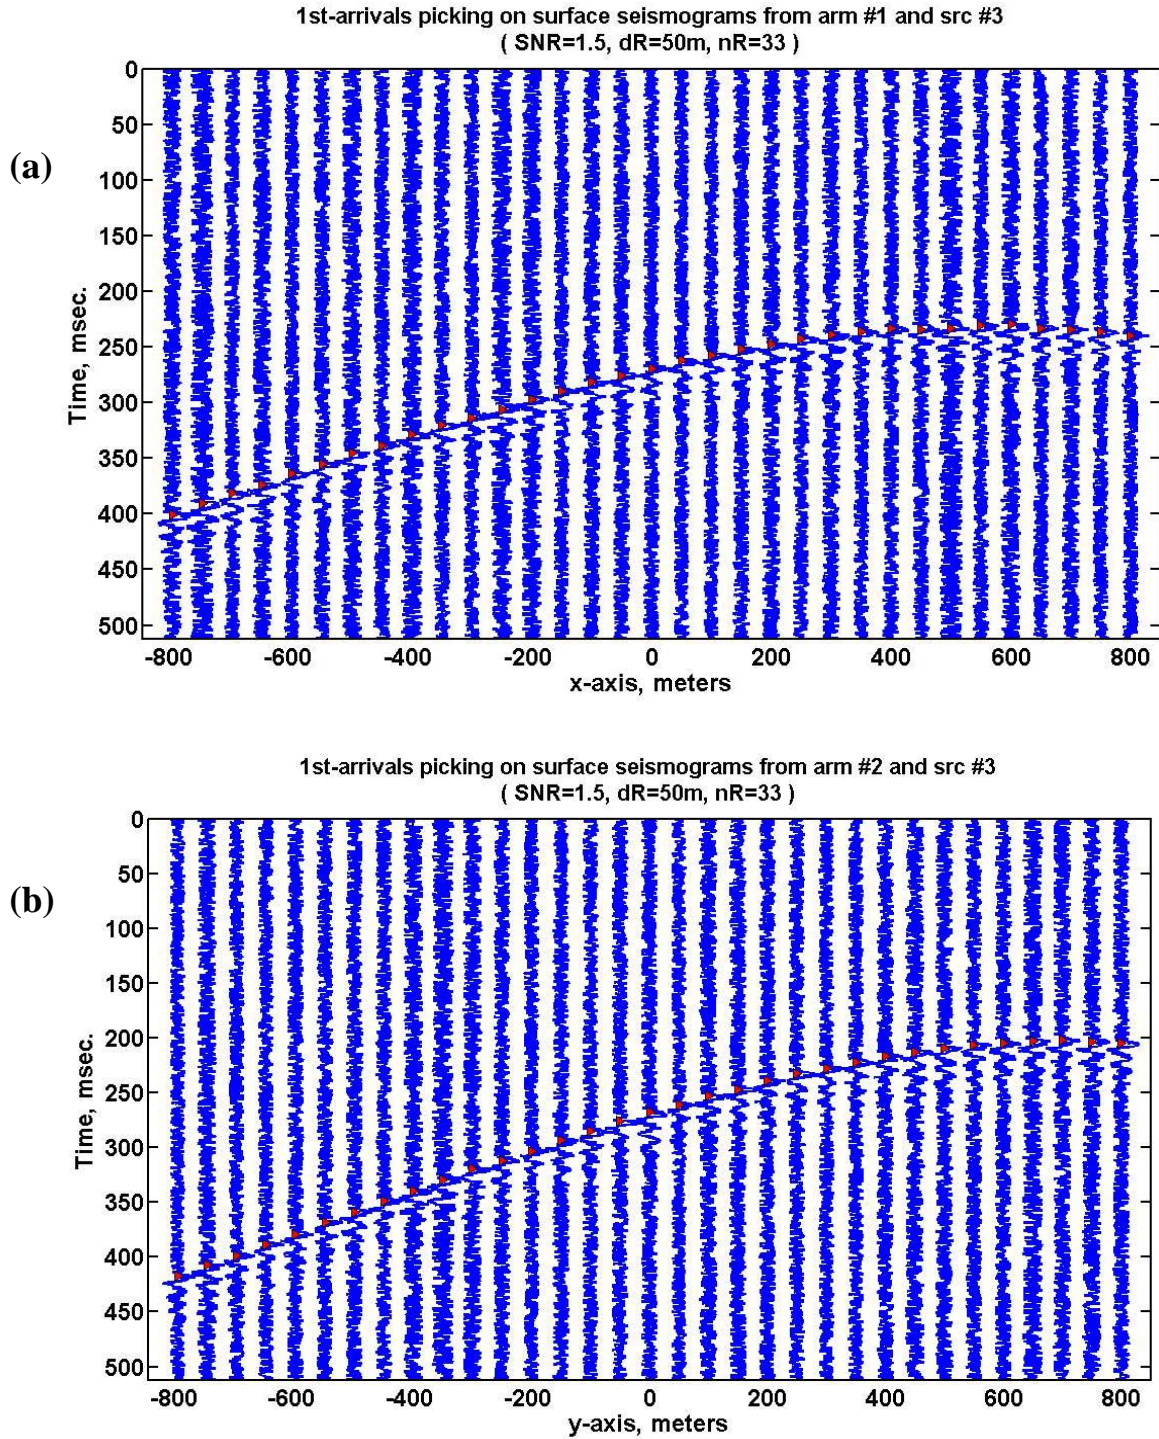 1st-arrivals picking on surface seismograms from arm #1 and src #3
( SNR=1.5, dR=50m, nR=33 )
(a)
Time, msec.
0
50
100
150
200
250
300
350
400
450
500
-800 -600 -400 -200 0 200 400 600 800
x-axis, meters
1st-arrivals picking on surface seismograms from arm #2 and src #3
( SNR=1.5, dR=50m, nR=33 )
(b)
Time, msec.
0
50
100
150
200
250
300
350
400
450
500
-800 -600 -400 -200 0 200 400 600 800
y-axis, meters